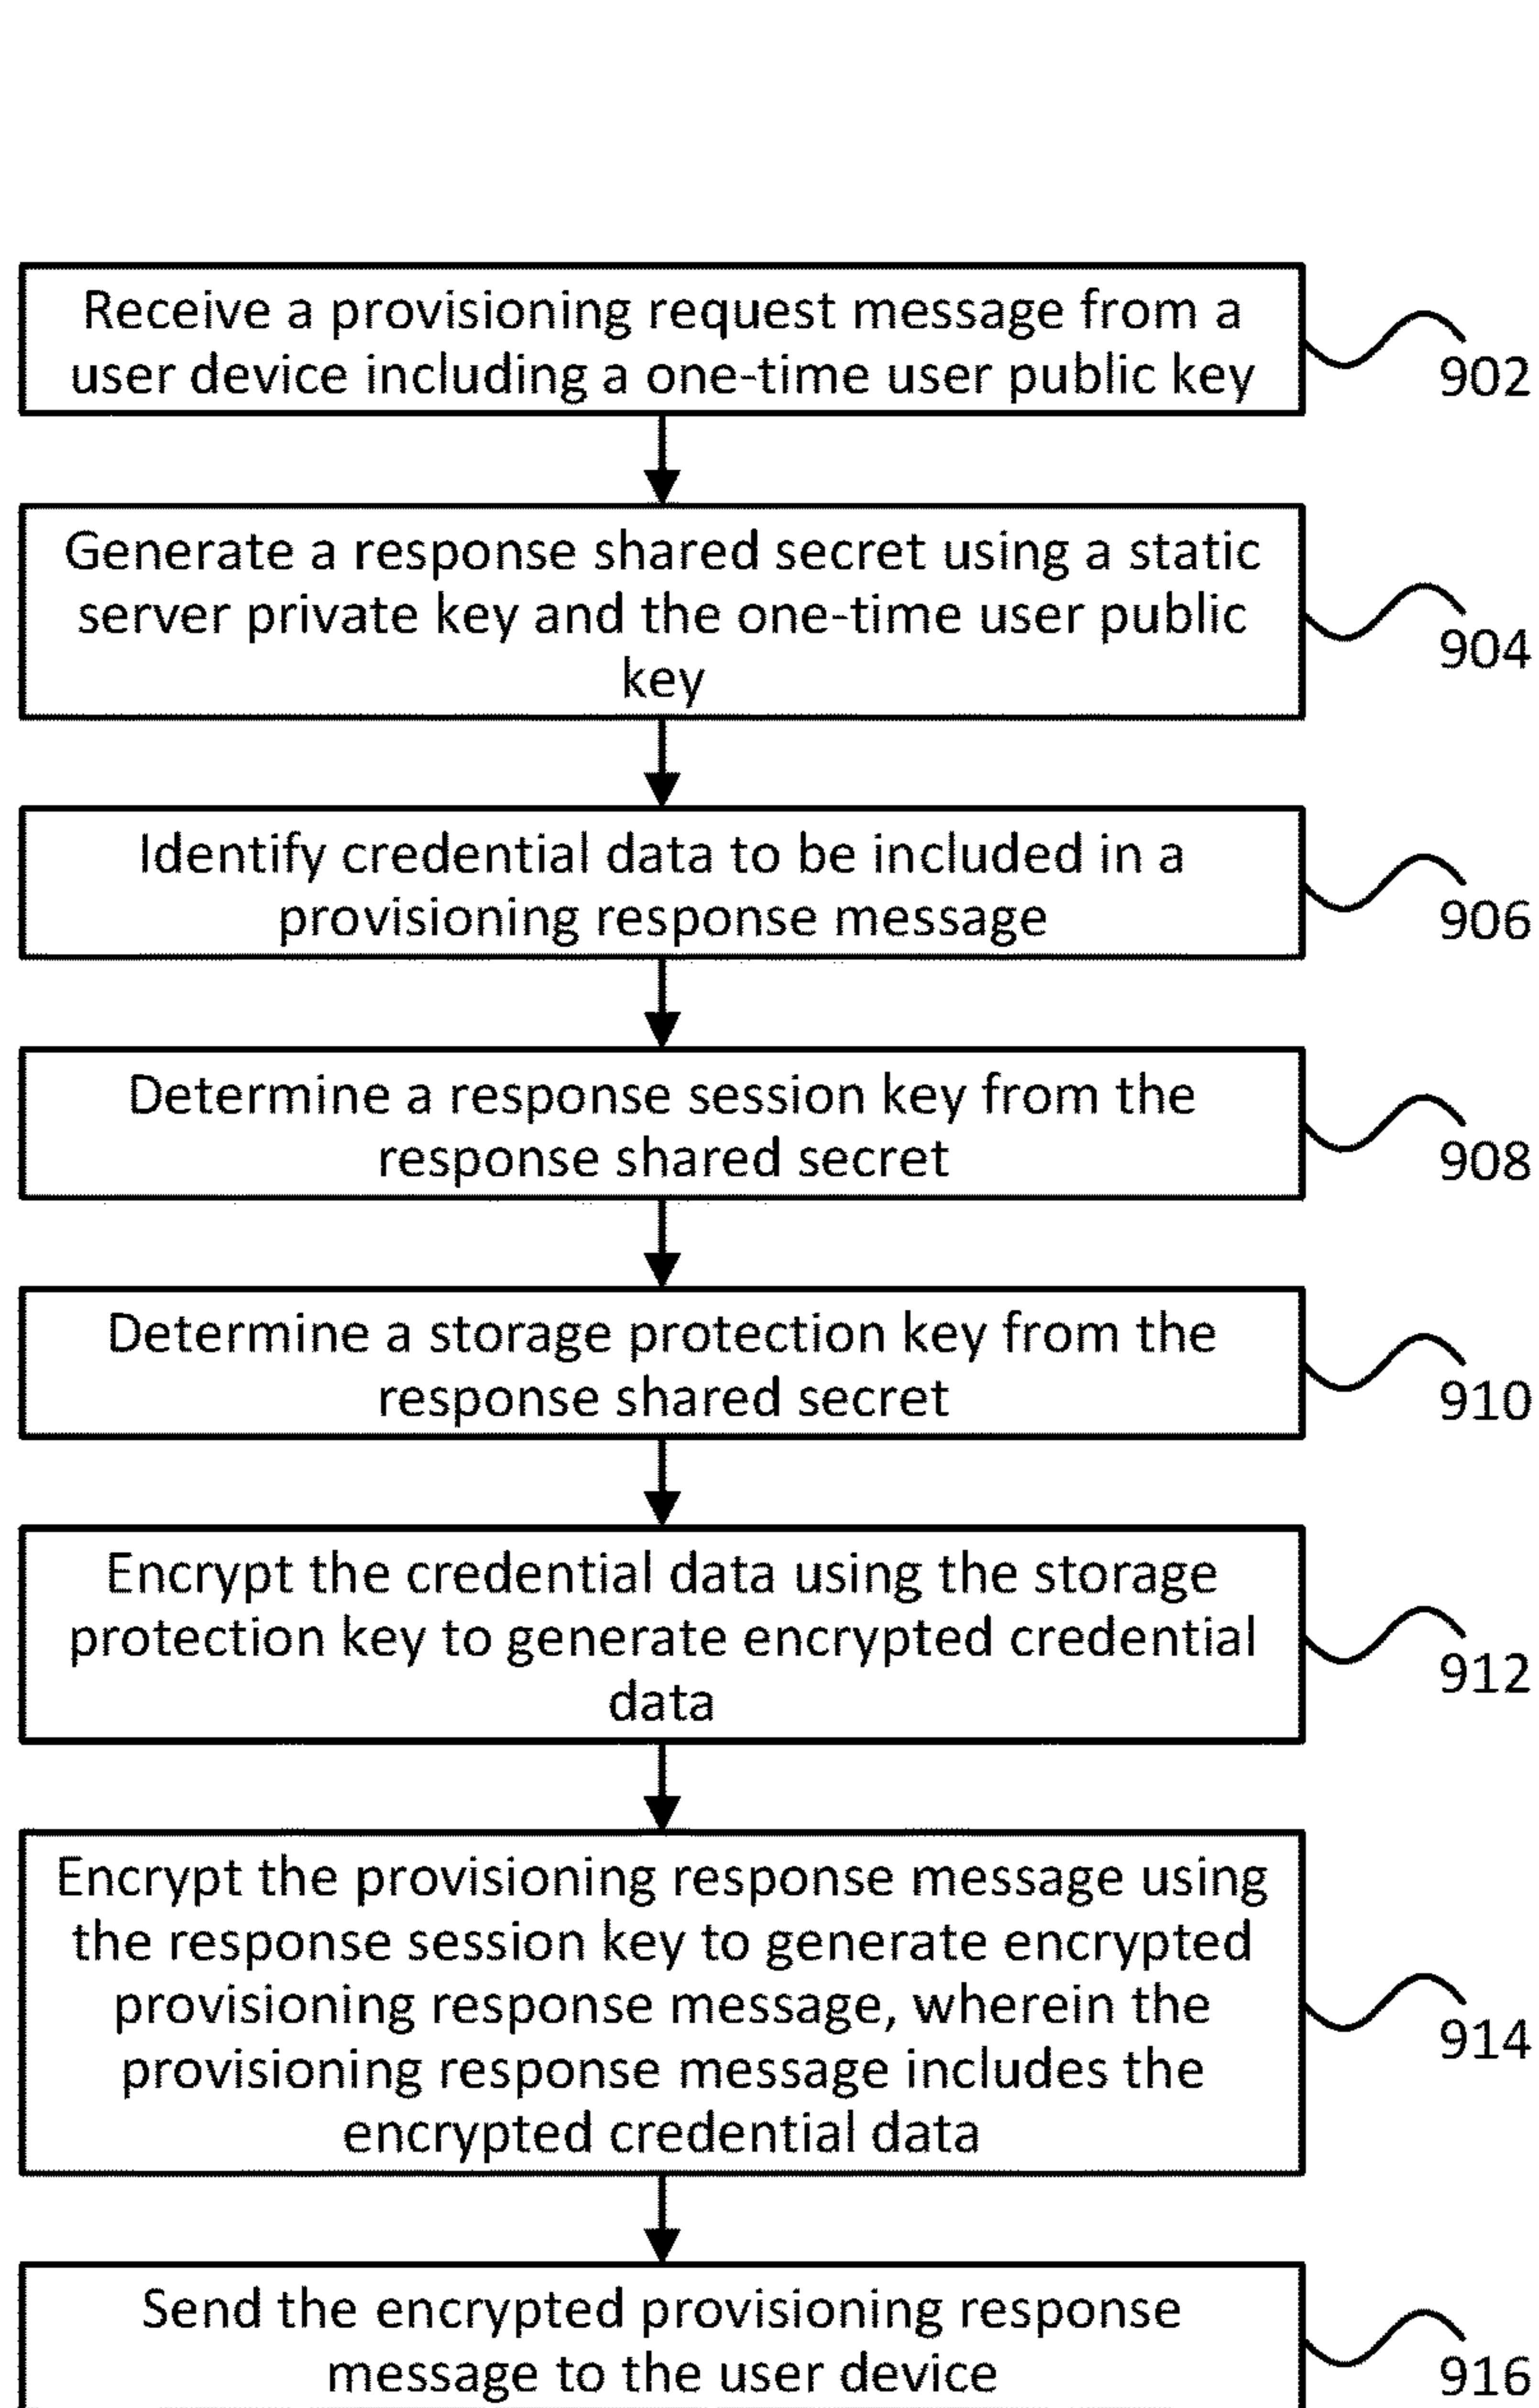 Receive a provisioning request message from a
user device including a one-time user public key
902
Generate a response shared secret using a static
server private key and the one-time user public
key
904
Identify credential data to be included in a
provisioning response message
906
Determine a response session key from the
response shared secret
908
Determine a storage protection key from the
response shared secret
910
Encrypt the credential data using the storage
protection key to generate encrypted credential
data
912
Encrypt the provisioning response message using
the response session key to generate encrypted
provisioning response message, wherein the
provisioning response message includes the
encrypted credential data
914
Send the encrypted provisioning response
message to the user device
916